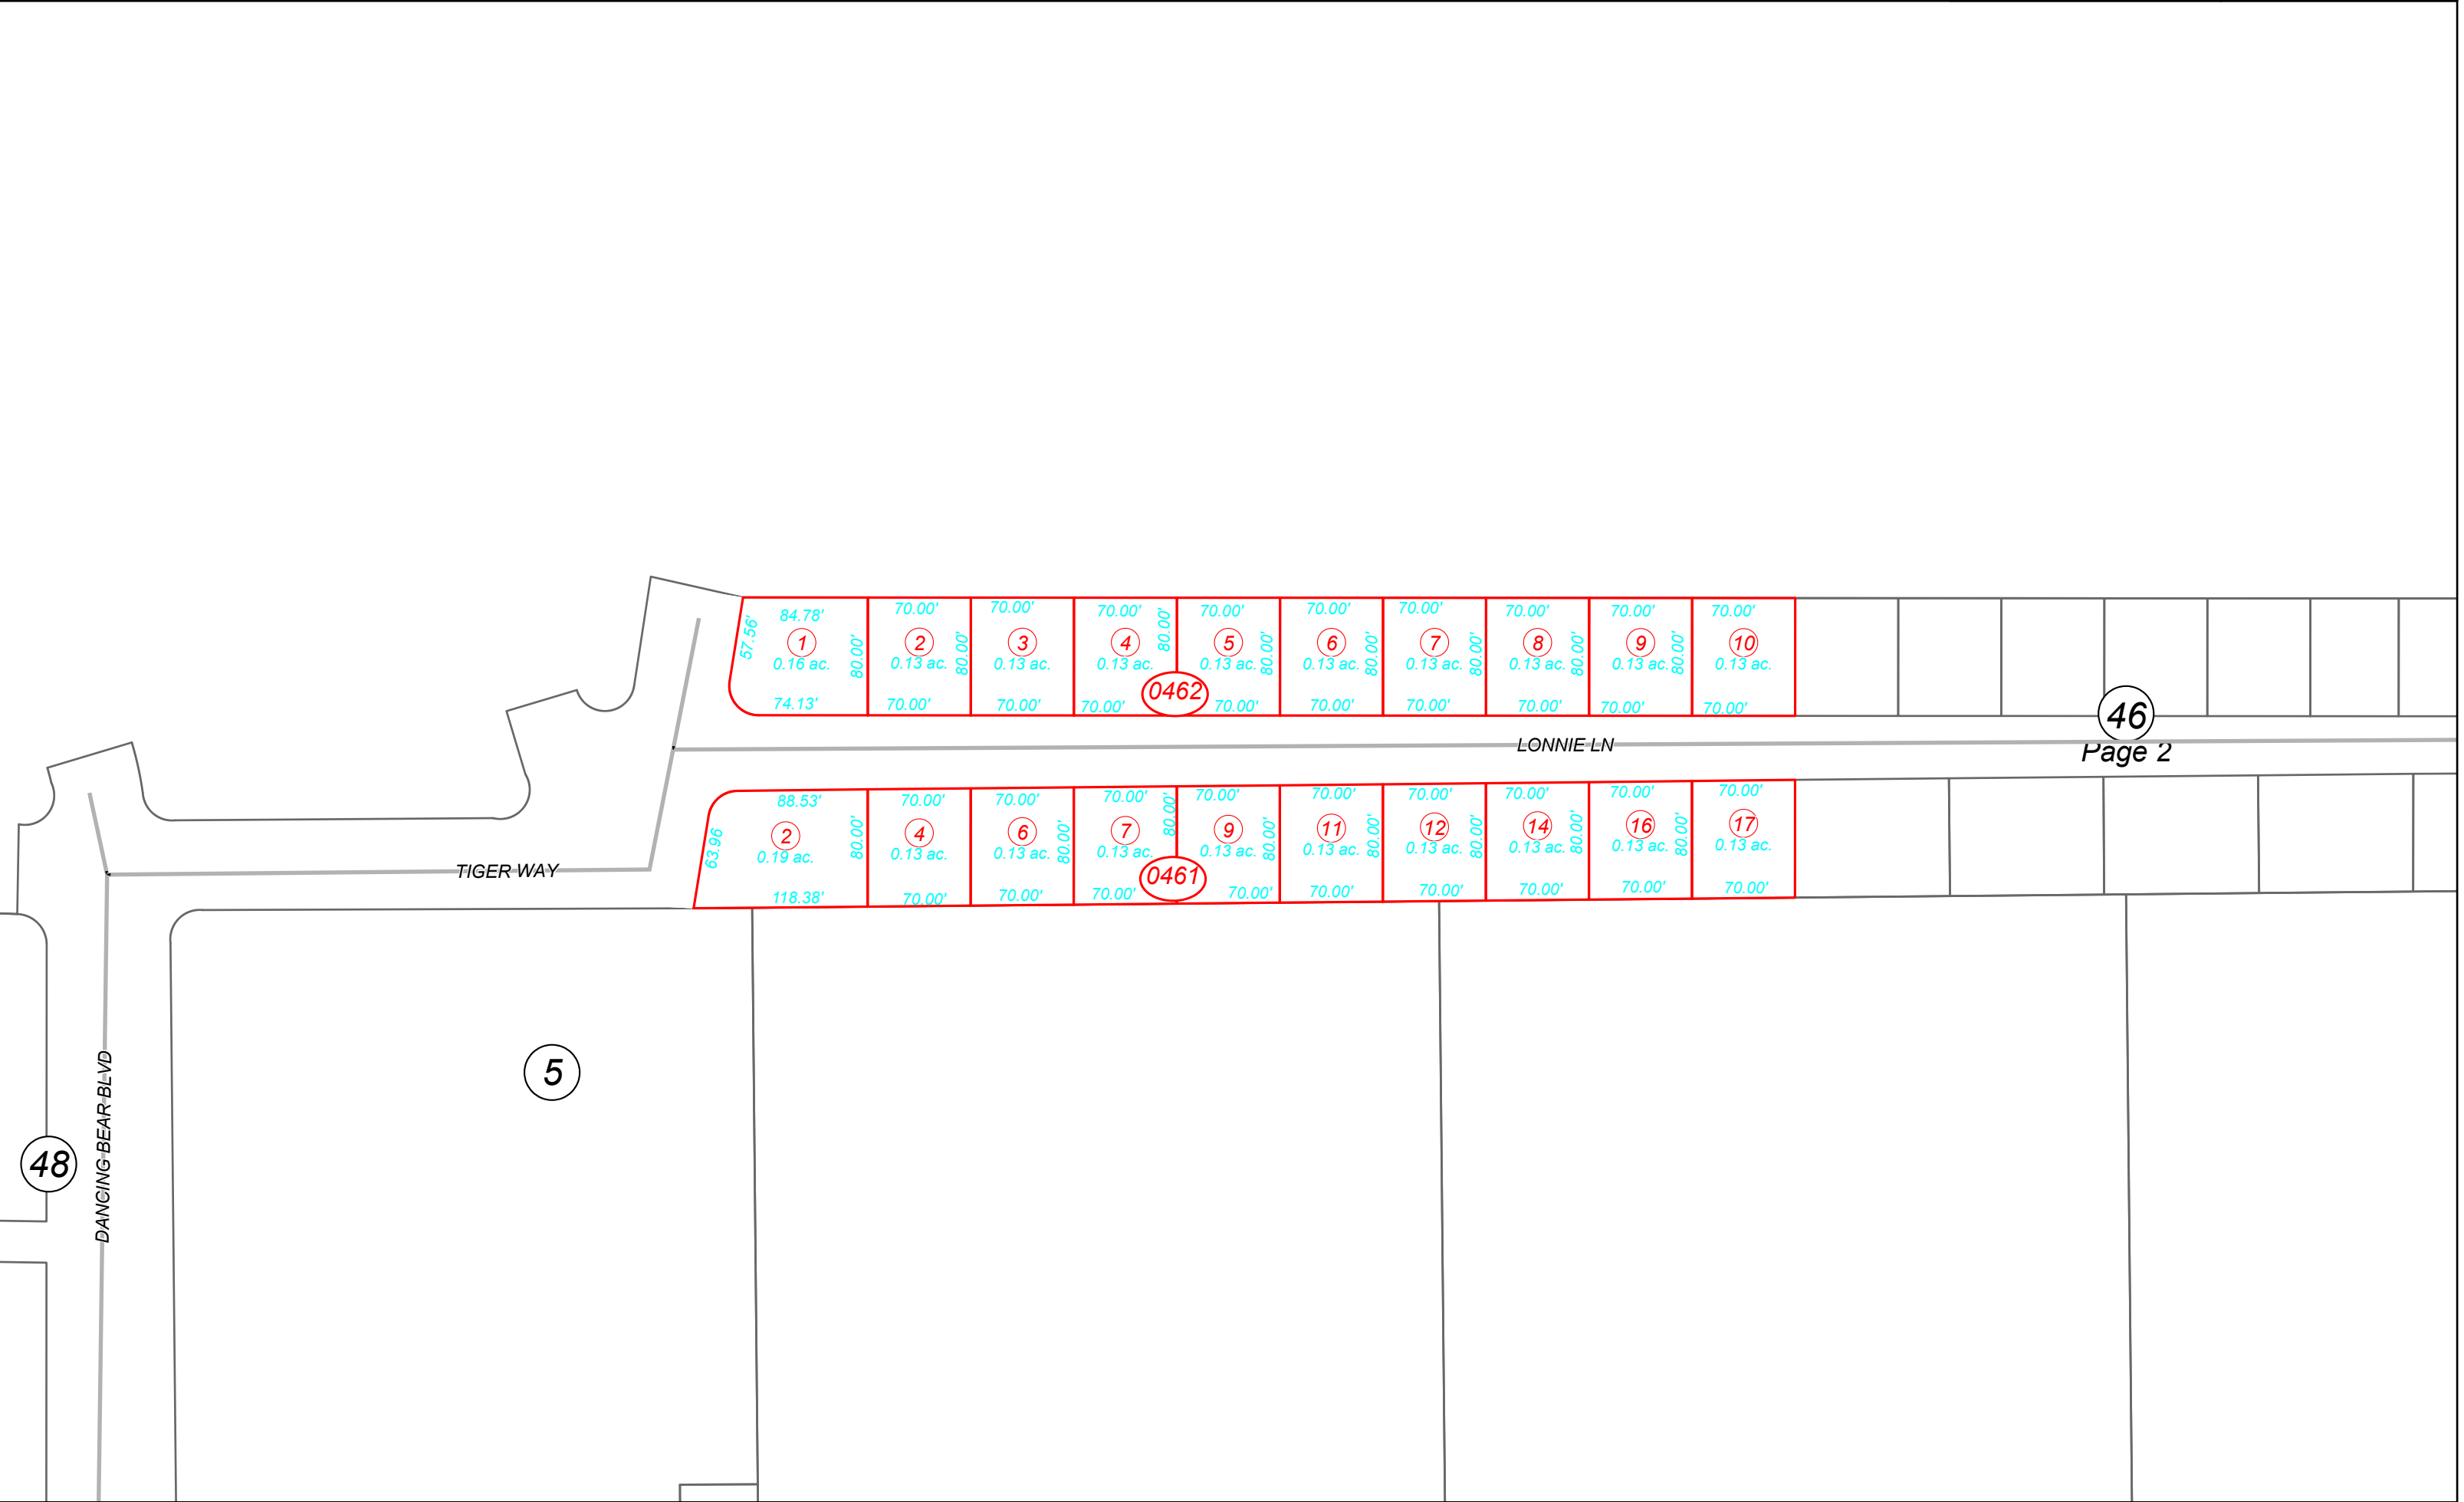 84.78' 70.00' 70.00' 70.00' 70.00' 70.00' 70.00' 70.00' 70.00' 70.00'
57.56' 80.00' 80.00' 80.00' 80.00' 80.00' 80.00' 80.00' 80.00'
1 2 3 4 5 6 7 8 9 10
0.16 ac. 0.13 ac. 0.13 ac. 0.13 ac. 0.13 ac. 0.13 ac. 0.13 ac. 0.13 ac. 0.13 ac. 0.13 ac.
0462
74.13' 70.00' 70.00' 70.00' 70.00' 70.00' 70.00' 70.00' 70.00' 70.00'
46
Page 2
LONNIE LN
88.53' 70.00' 70.00' 70.00' 70.00' 70.00' 70.00' 70.00' 70.00' 70.00'
63.96 80.00' 80.00' 80.00' 80.00' 80.00' 80.00' 80.00' 80.00'
2 4 6 7 9 11 12 14 16 17
0.19 ac. 0.13 ac. 0.13 ac. 0.13 ac. 0.13 ac. 0.13 ac. 0.13 ac. 0.13 ac. 0.13 ac. 0.13 ac.
0461
118.38' 70.00' 70.00' 70.00' 70.00' 70.00' 70.00' 70.00' 70.00' 70.00'
TIGER WAY
5
DANCING BEAR BLVD
48